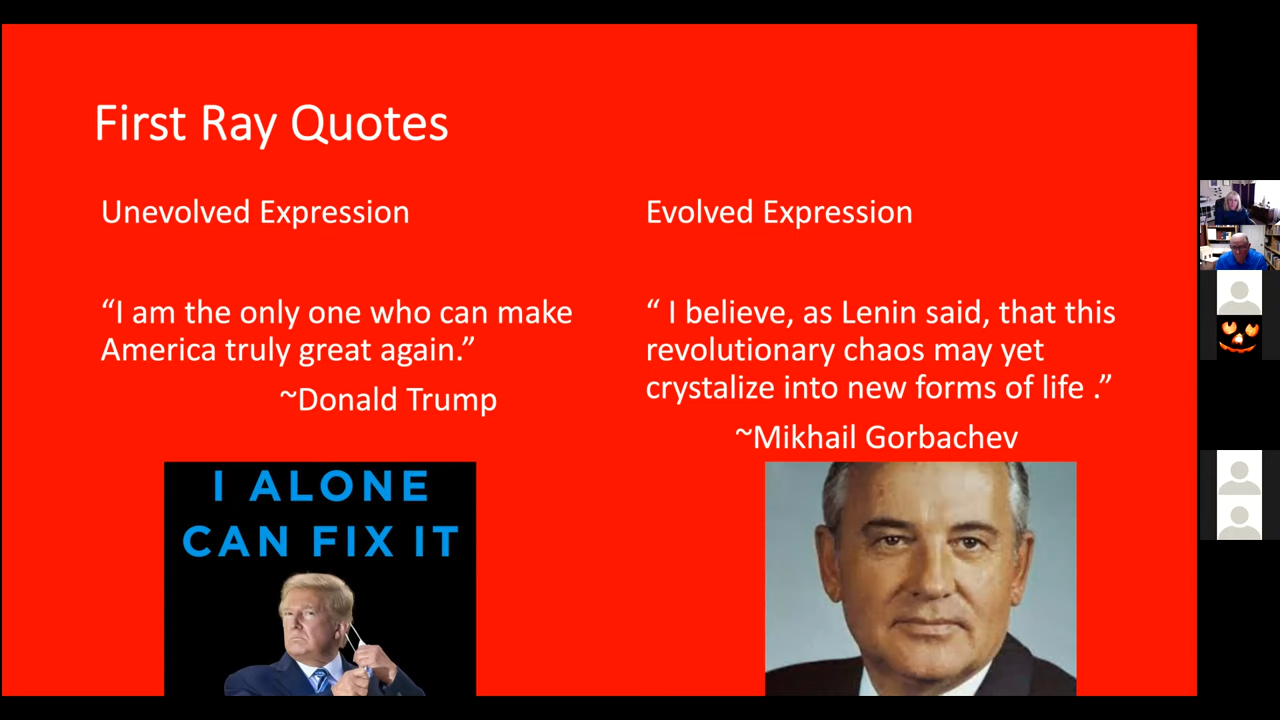 First Ray Quotes
Unevolved Expression
“I am the only one who can make
America truly great again.”
~Donald Trump
I ALONE
CAN FIX IT
Evolved Expression
“ I believe, as Lenin said, that this
revolutionary chaos may yet
crystalize into new forms of life .”
~Mikhail Gorbachev